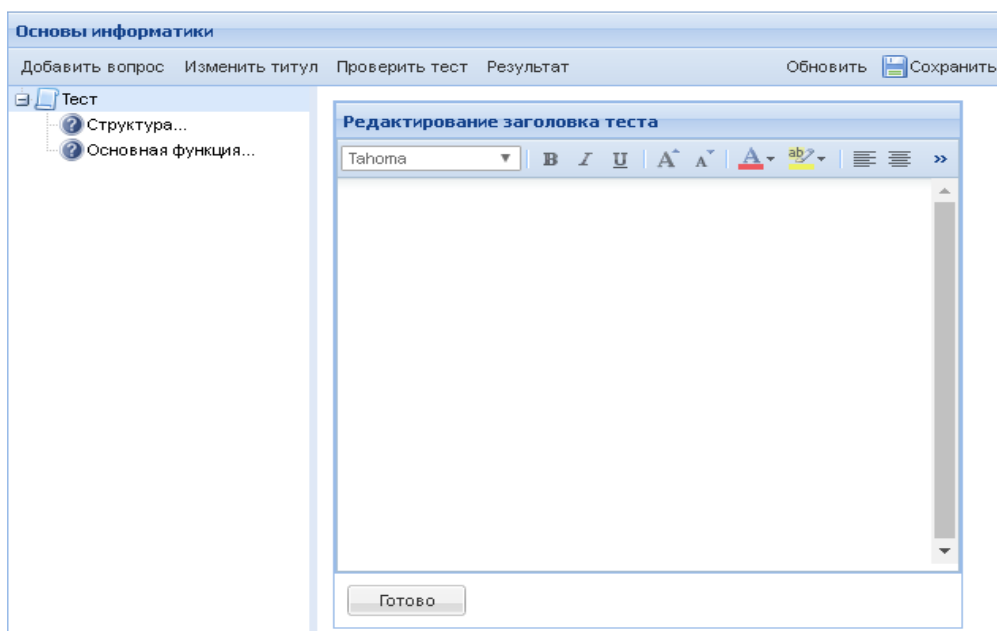 Основы информатики
Добавить вопрос Изменить титул Проверить тест Результат Обновить Сохранить
Тест
Структура...
Основная функция...
Редактирование заголовка теста
Tahoma B I U A A A ab »
Готово